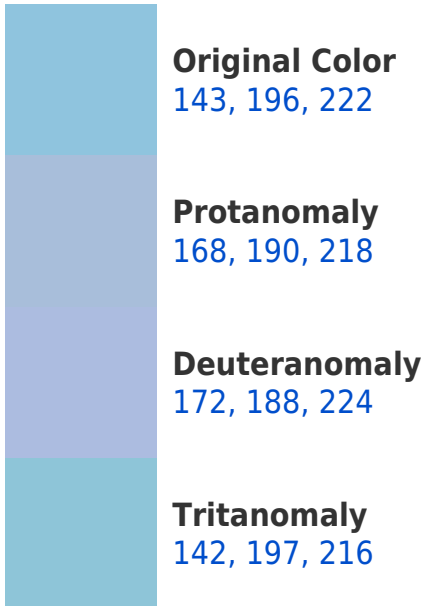 Original Color
143, 196, 222
Protanomaly
168, 190, 218
Deuteranomaly
172, 188, 224
Tritanomaly
142, 197, 216